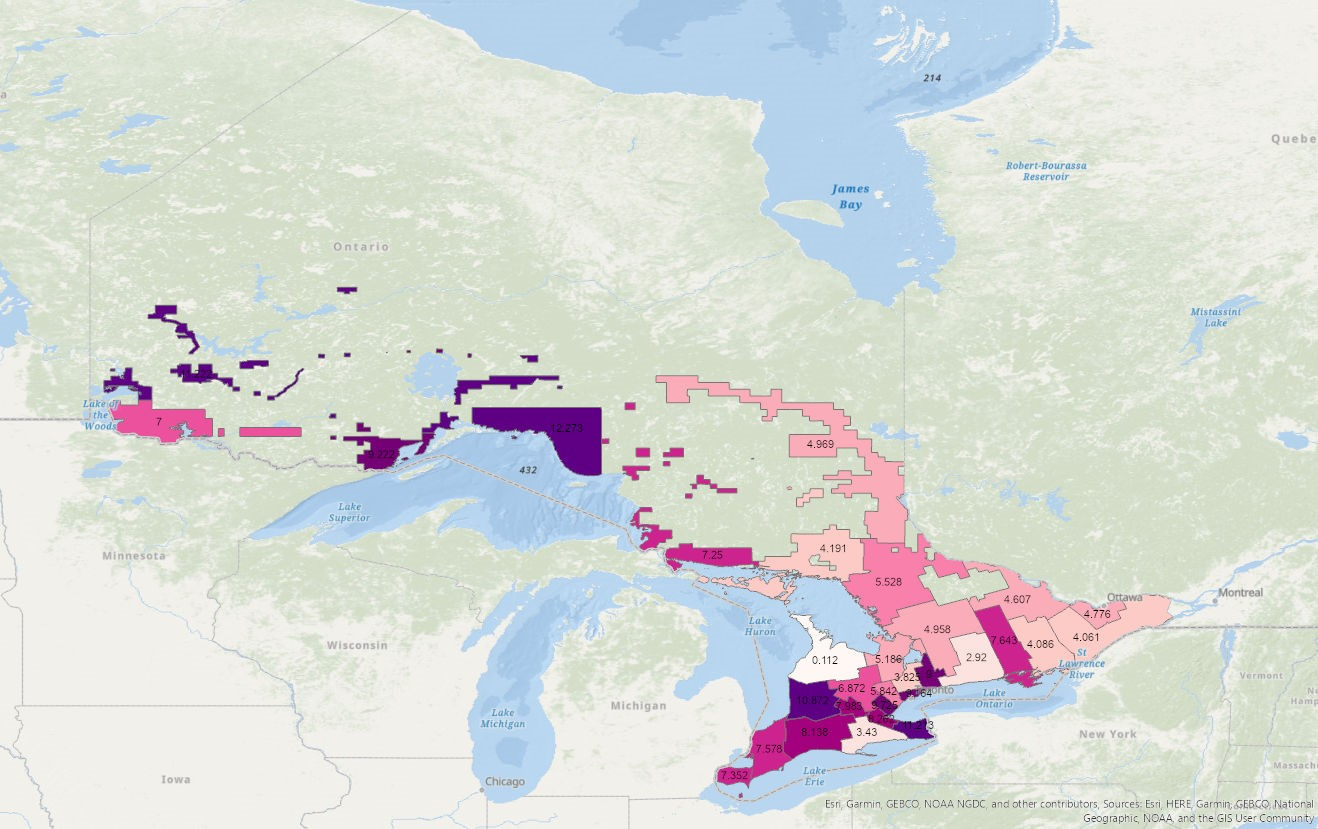 214
Quebe
Robert-Bourassa
Reservoir
James
Bay
Ontario
Mistassini
Lake
Lake of
the
Woods
7
9.222
12.273
432
4.969
Lake
Superior
7.25
4.191
Minnesota
5.528
4.607
Ottawa
Montreal
4.776
Lake
Huron
4.958
7.643
4.086
4.061
St
Lawrence
River
Wisconsin
0.112
5.186
2.92
3.825
6.872
5.842
10.872
Lake
Ontario
Vermont
Michigan
Lake
Michigan
8.138
3.43
New York
7.578
7.352
Lake
Erie
Iowa
Chicago
Massach
Esri, Garmin, GEBCO, NOAA NGDC, and other contributors, Sources: Esri, HERE, Garmin, GEBCO, National
Geographic, NOAA, and the GIS User Community